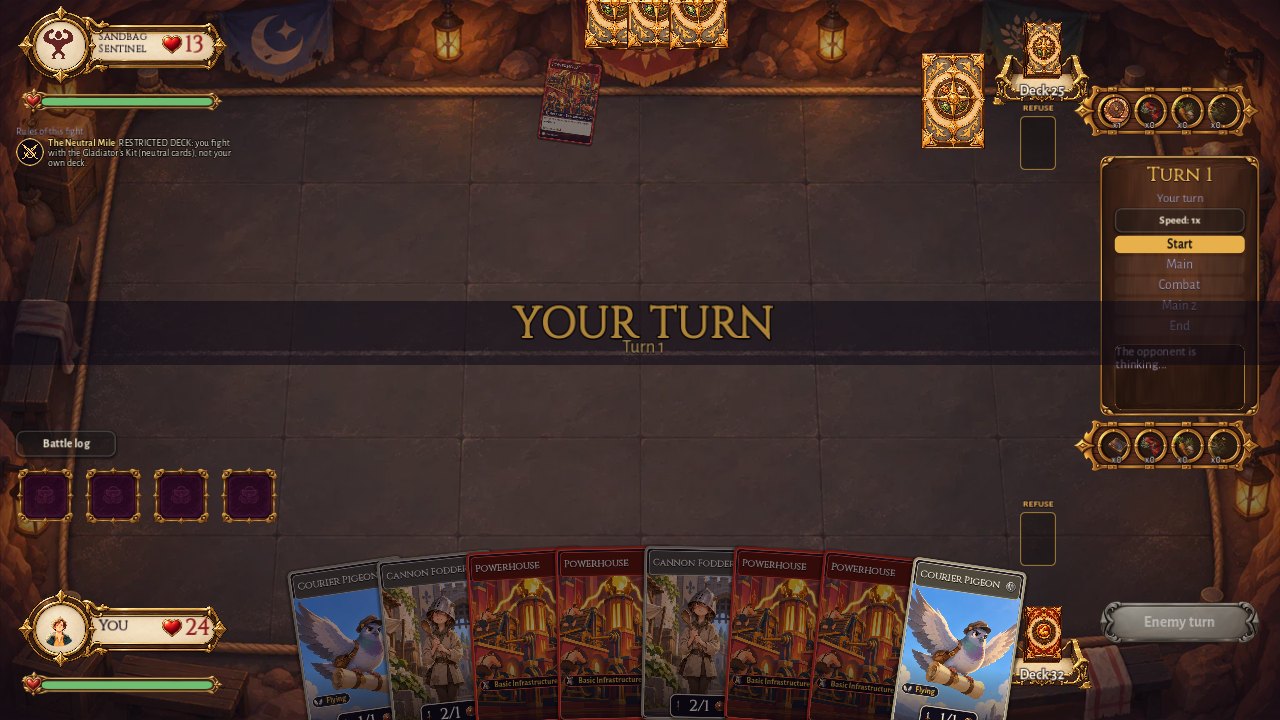 SANDBAG
SENTINEL
13
Deck 25
REFUSE
Rules of this fight
The Neutral Mile RESTRICTED DECK: you fight
with the Gladiator's Kit (neutral cards), not your
own deck.
TURN 1
Your turn
Speed: 1x
Start
Main
Combat
Main 2
End
YOUR TURN
Turn 1
The opponent is
thinking...
Battle log
x0 x0 x0 x0
REFUSE
COURIER PIGEON
Flying
1/1
CANNON FODDER
2/1
POWERHOUSE
Basic Infrastructure
POWERHOUSE
Basic Infrastructure
CANNON FODDER
2/1
POWERHOUSE
Basic Infrastructure
POWERHOUSE
Basic Infrastructure
COURIER PIGEON
Flying
1/1
YOU
24
Deck 32
Enemy turn